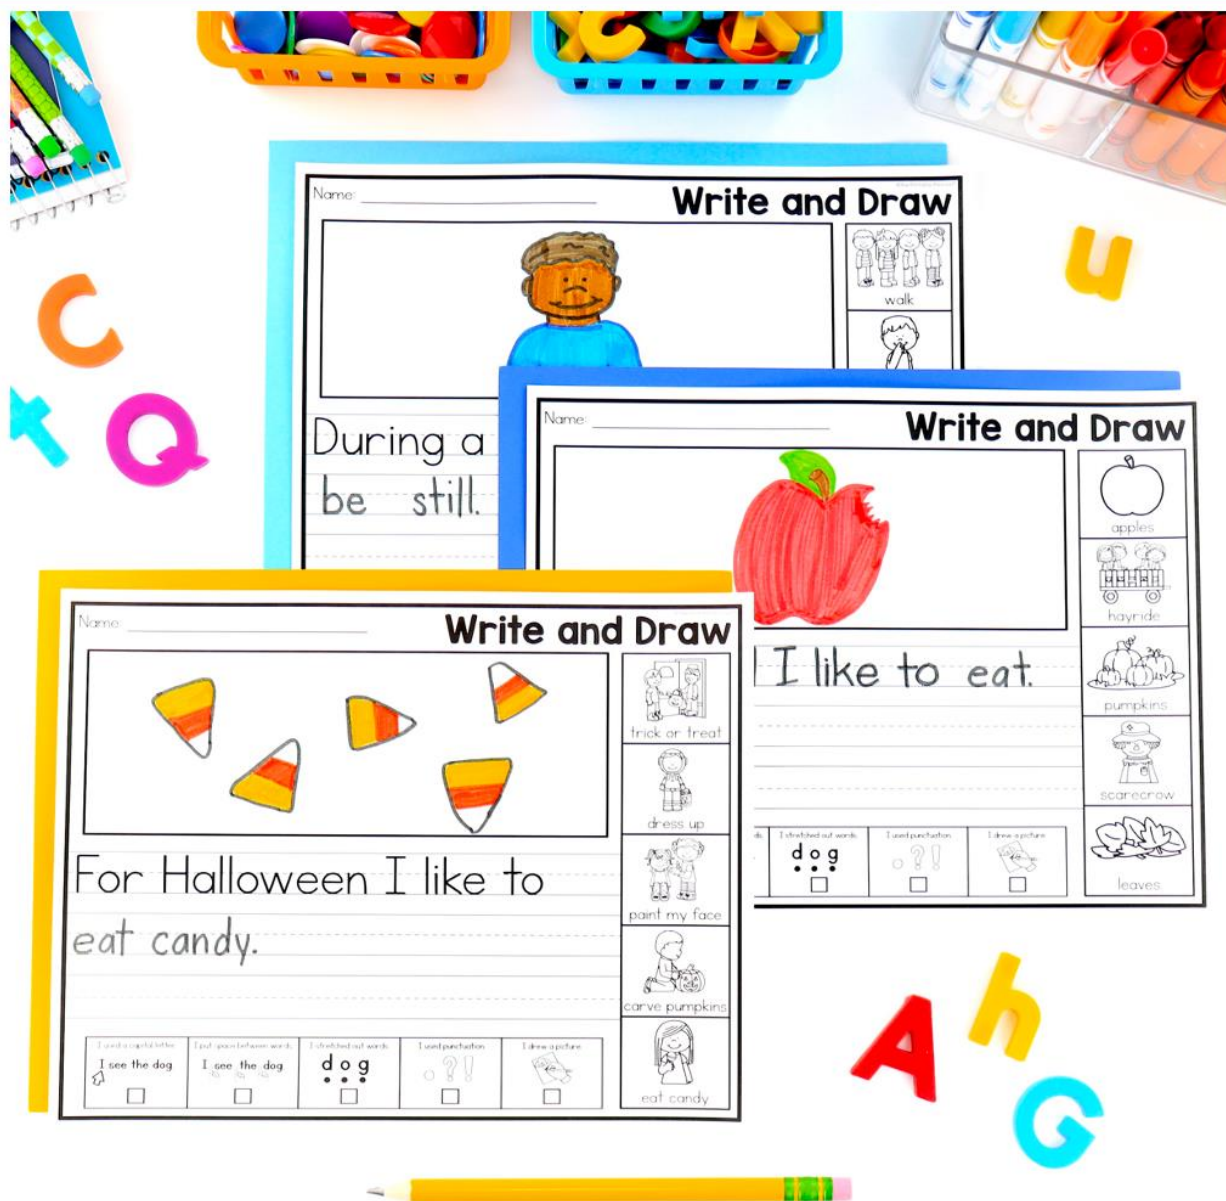 Name:
Write and Draw
walk
During a
be still.
Name:
Write and Draw
apples
hayride
pumpkins
scarecrow
leaves
I like to eat.
I stretched out words
I used punctuation
I drew a picture
dog
. ? !
Name:
Write and Draw
trick or treat
dress up
paint my face
carve pumpkins
eat candy
For Halloween I like to
eat candy.
I used a capital letter
I put space between words
I stretched out words
I used punctuation
I drew a picture
I see the dog
I see the dog
dog
. ? !
C
t
Q
u
A
h
G